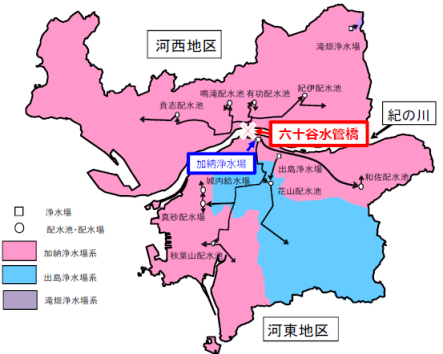 河西地区
滝畑浄水場
鳴滝配水池
有功配水池
紀伊配水池
貴志配水池
紀の川
六十谷水管橋
加納浄水場
出島浄水場
和佐配水池
城内給水場
花山配水池
真砂配水場
秋葉山配水池
河東地区
浄水場
配水池・配水場
加納浄水場系
出島浄水場系
滝畑浄水場系